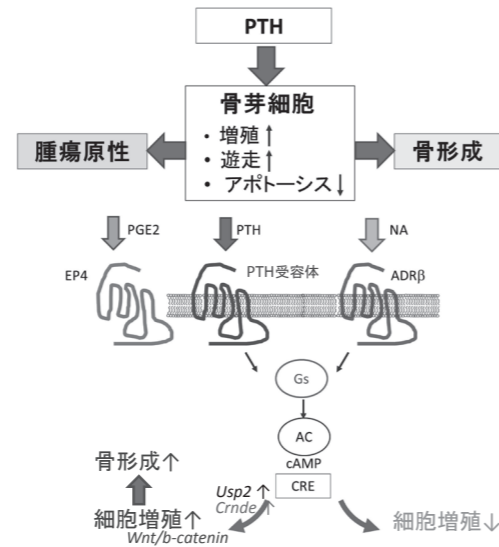 PTH
骨芽細胞
・ 増殖↑
・ 遊走↑
・ アポトーシス↓
腫瘍原性
骨形成
PGE2
PTH
NA
EP4
PTH受容体
ADRβ
Gs
AC
cAMP
CRE
骨形成↑
Usp2 ↑
Crnde ↑
細胞増殖↑
Wnt/b-catenin
細胞増殖↓